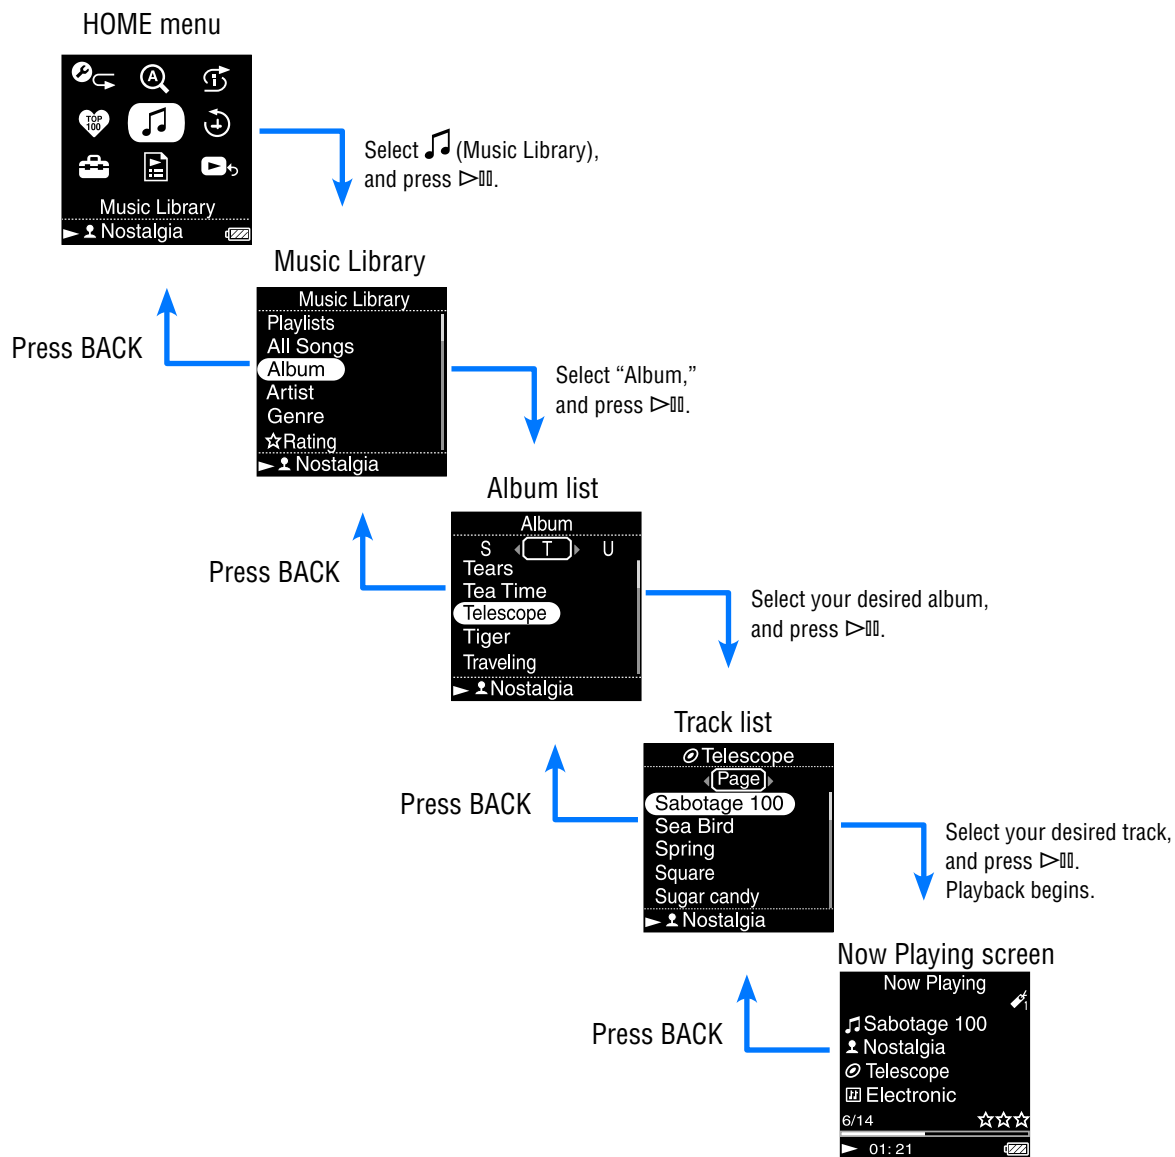 HOME menu
A
TOP
100
Music Library
Nostalgia
Select (Music Library),
and press
Music Library
Music Library
Playlists
All Songs
Album
Artist
Genre
Rating
Nostalgia
Press BACK
Select “Album,”
and press
Album list
Album
S T U
Tears
Tea Time
Telescope
Tiger
Traveling
Nostalgia
Press BACK
Select your desired album,
and press
Track list
Telescope
Page
Sabotage 100
Sea Bird
Spring
Square
Sugar candy
Nostalgia
Press BACK
Select your desired track,
and press
Playback begins.
Now Playing screen
Now Playing
1
Sabotage 100
Nostalgia
Telescope
Electronic
6/14
01:21
Press BACK